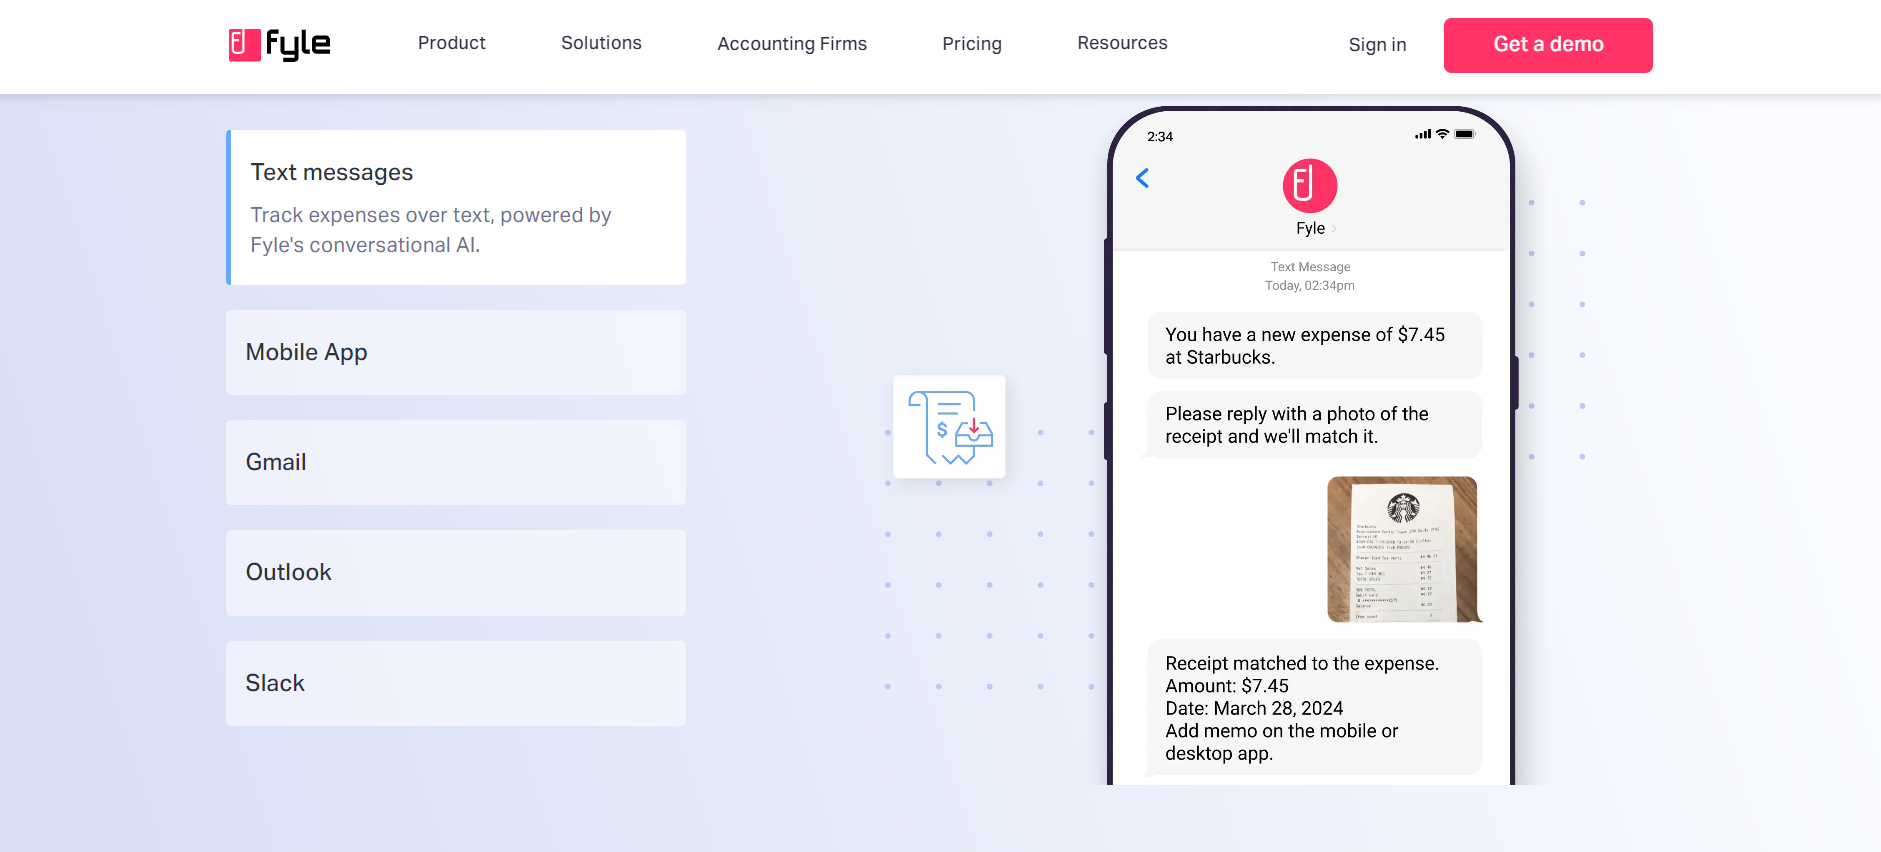 fyle
Product
Solutions
Accounting Firms
Pricing
Resources
Sign in
Get a demo
Text messages
Track expenses over text, powered by
Fyle's conversational AI.
Mobile App
Gmail
Outlook
Slack
$
2:34
Fyle
Text Message
Today, 02:34pm
You have a new expense of $7.45
at Starbucks.
Please reply with a photo of the
receipt and we'll match it.
Receipt matched to the expense.
Amount: $7.45
Date: March 28, 2024
Add memo on the mobile or
desktop app.